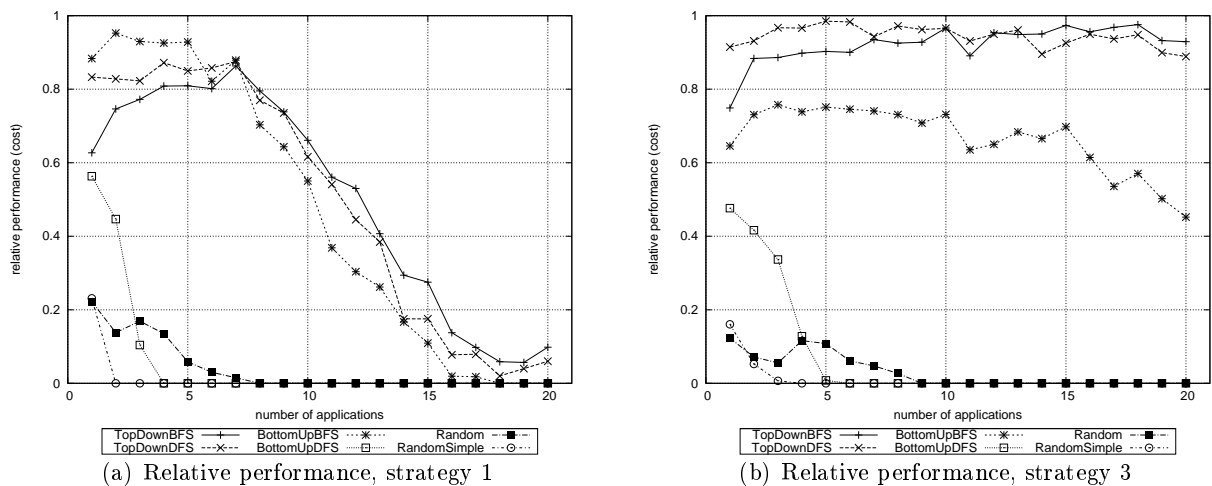 1
0.8
0.6
0.4
0.2
0
0 5 10 15 20
relative performance (cost)
number of applications
TopDownBFS BottomUpBFS Random
TopDownDFS BottomUpDFS RandomSimple
(a) Relative performance, strategy 1
1
0.8
0.6
0.4
0.2
0
0 5 10 15 20
relative performance (cost)
number of applications
TopDownBFS BottomUpBFS Random
TopDownDFS BottomUpDFS RandomSimple
(b) Relative performance, strategy 3